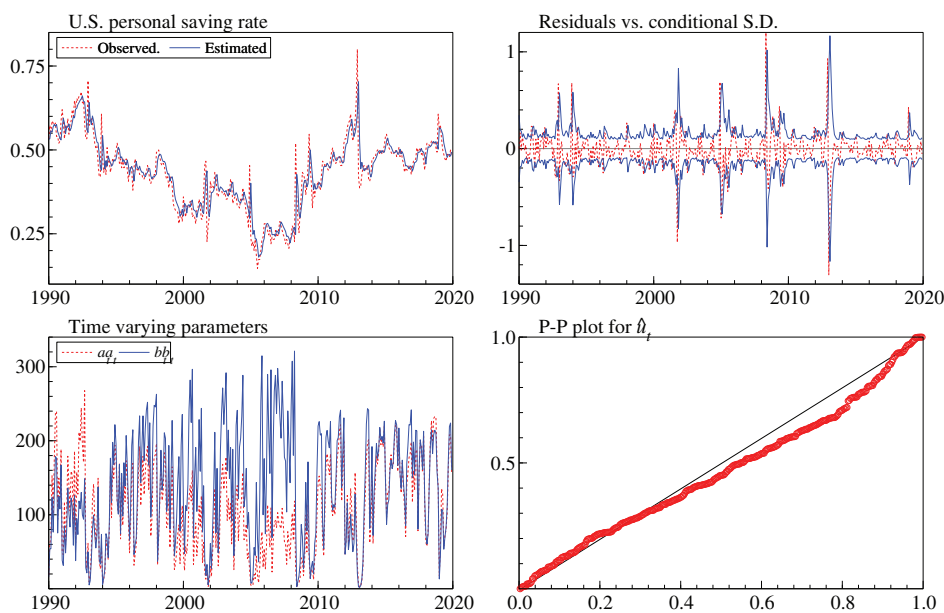 U.S. personal saving rate
Observed. Estimated
0.75
0.50
0.25
1990 2000 2010 2020
Residuals vs. conditional S.D.
1
0
-1
1990 2000 2010 2020
Time varying parameters
aa_{t t} bb_{t t}
300
200
100
1990 2000 2010 2020
P-P plot for û_t
1.0
0.5
0.0 0.2 0.4 0.6 0.8 1.0